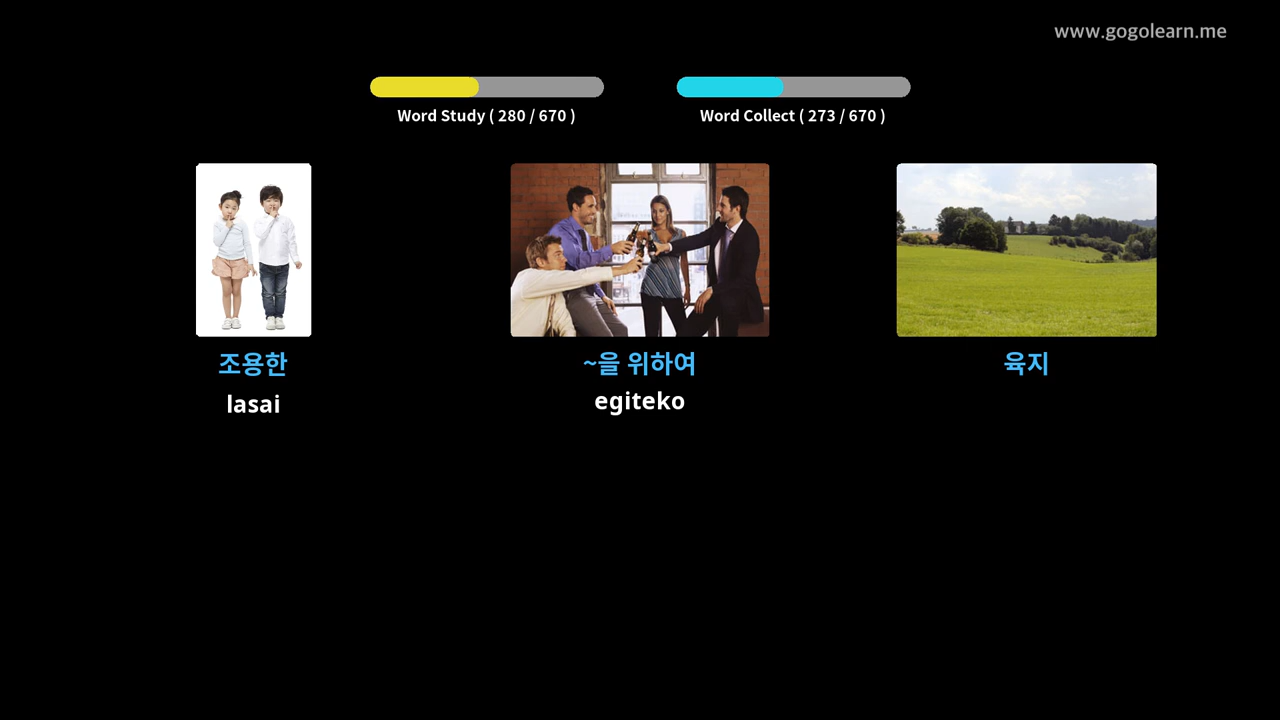 www.gogolearn.me
Word Study ( 280 / 670 )
Word Collect ( 273 / 670 )
조용한
~을 위하여
육지
lasai
egiteko